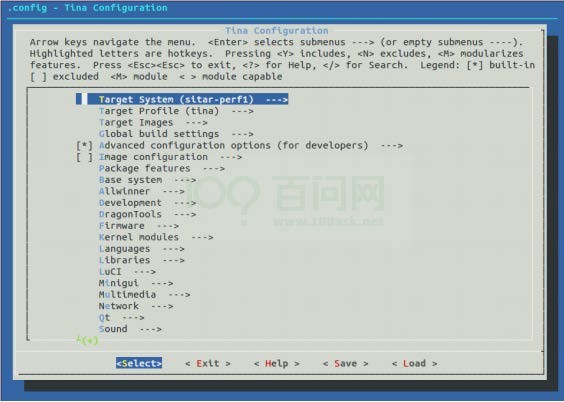 .config - Tina Configuration
Tina Configuration
Arrow keys navigate the menu. <Enter> selects submenus ---> (or empty submenus ----).
Highlighted letters are hotkeys. Pressing <Y> includes, <N> excludes, <M> modularizes
features. Press <Esc><Esc> to exit, <?> for Help, </> for Search. Legend: [*] built-in
[ ] excluded <M> module < > module capable
Target System (sitar-perf1) --->
Target Profile (tina) --->
Target Images --->
Global build settings --->
[*] Advanced configuration options (for developers) --->
[ ] Image configuration --->
Package features --->
Base system --->
Allwinner --->
Development --->
DragonTools --->
Firmware --->
Kernel modules --->
Languages --->
Libraries --->
LuCI --->
Minigui --->
Multimedia --->
Network --->
Qt --->
Sound --->
┴(+)
<Select> < Exit > < Help > < Save > < Load >
100? 百问网
www.100ask.net